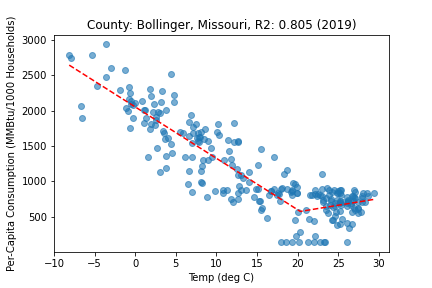 County: Bollinger, Missouri, R2: 0.805 (2019)
Per-Capita Consumption (MMBtu/1000 Households)
3000
2500
2000
1500
1000
500
−10 −5 0 5 10 15 20 25 30
Temp (deg C)